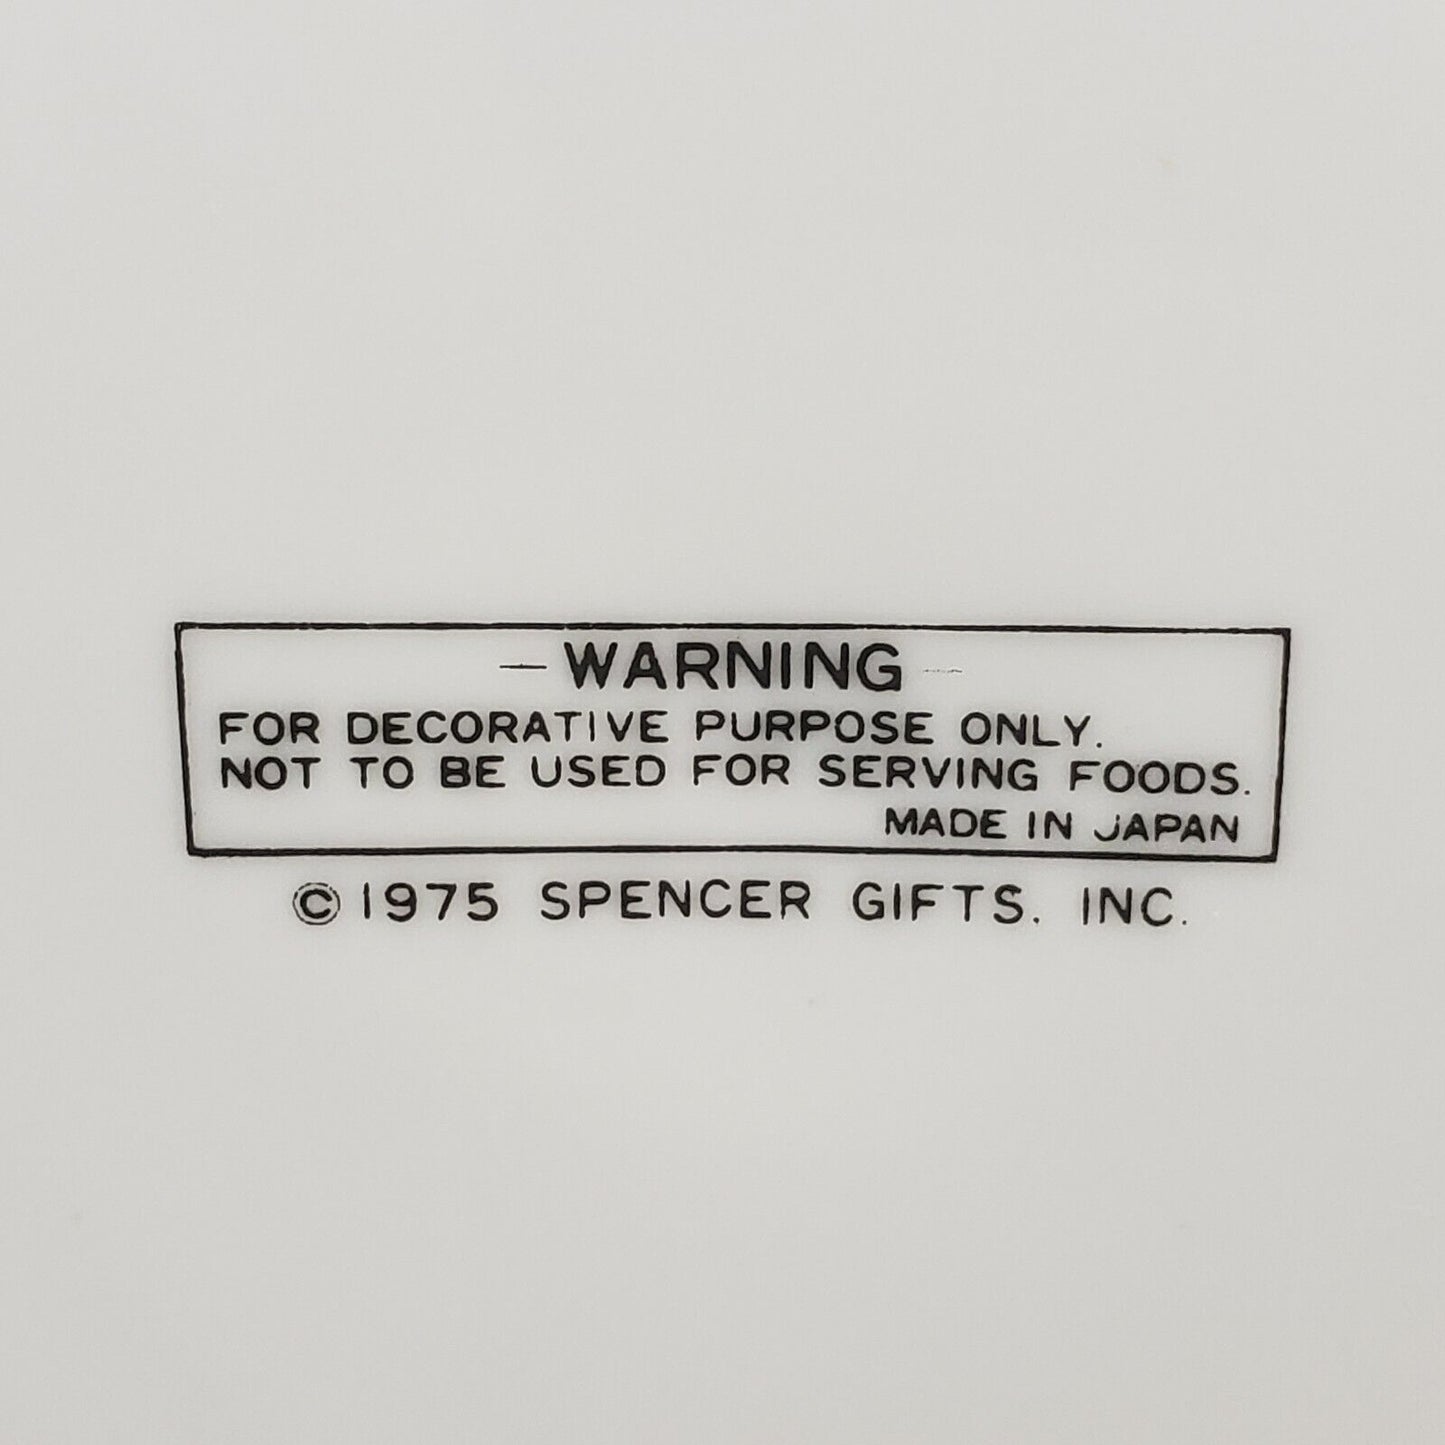 — WARNING —
FOR DECORATIVE PURPOSE ONLY.
NOT TO BE USED FOR SERVING FOODS.
MADE IN JAPAN
© 1975 SPENCER GIFTS. INC.